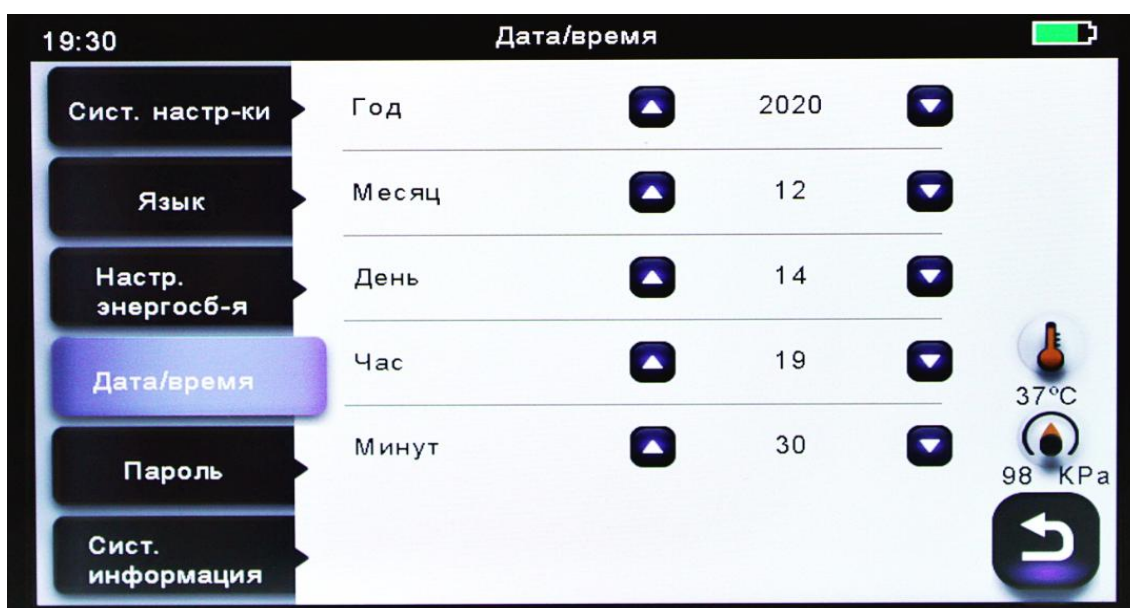 19:30
Дата/время
Сист. настр-ки
Год
2020
Язык
Месяц
12
Настр.
энергосб-я
День
14
Дата/время
Час
19
37°C
Пароль
Минут
30
98 KPa
Сист.
информация